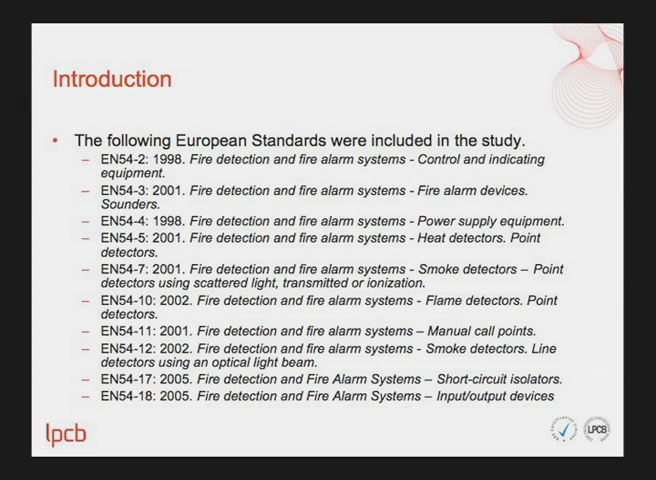 Introduction
• The following European Standards were included in the study.
– EN54-2: 1998. Fire detection and fire alarm systems - Control and indicating
equipment.
– EN54-3: 2001. Fire detection and fire alarm systems - Fire alarm devices.
Sounders.
– EN54-4: 1998. Fire detection and fire alarm systems - Power supply equipment.
– EN54-5: 2001. Fire detection and fire alarm systems - Heat detectors. Point
detectors.
– EN54-7: 2001. Fire detection and fire alarm systems - Smoke detectors – Point
detectors using scattered light, transmitted or ionization.
– EN54-10: 2002. Fire detection and fire alarm systems - Flame detectors. Point
detectors.
– EN54-11: 2001. Fire detection and fire alarm systems – Manual call points.
– EN54-12: 2002. Fire detection and fire alarm systems - Smoke detectors. Line
detectors using an optical light beam.
– EN54-17: 2005. Fire detection and Fire Alarm Systems – Short-circuit isolators.
– EN54-18: 2005. Fire detection and Fire Alarm Systems – Input/output devices
lpcb
LPCB